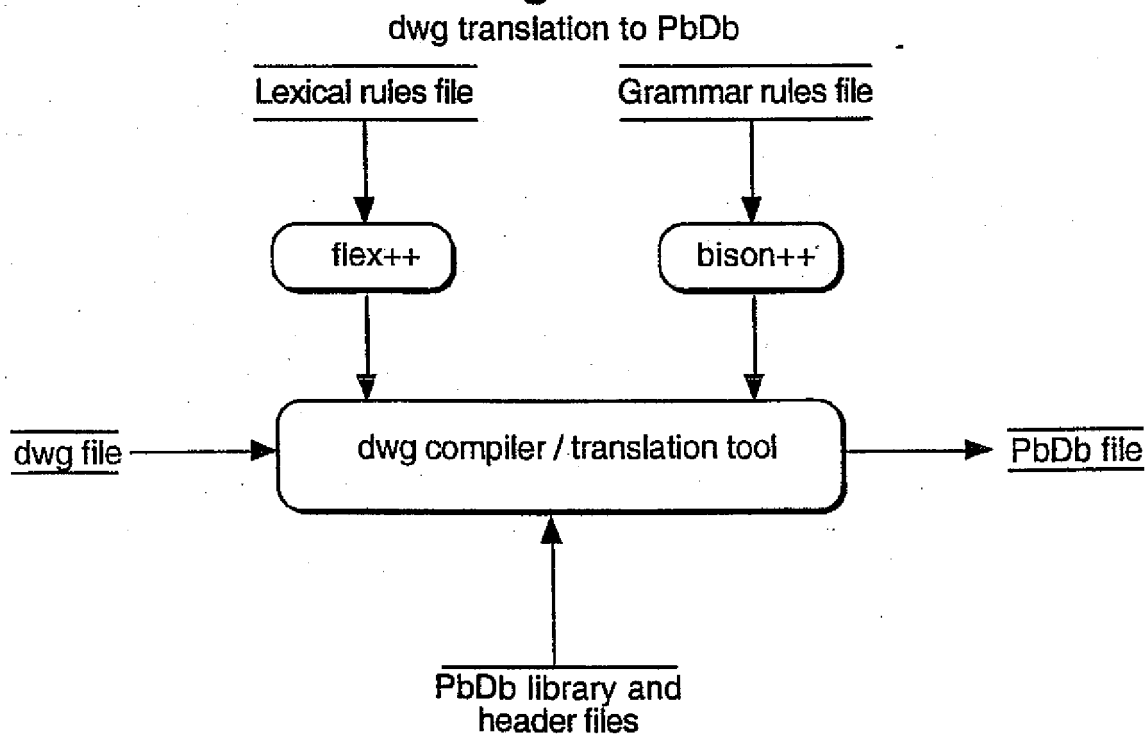 dwg translation to PbDb
Lexical rules file
Grammar rules file
flex++
bison++
dwg file
dwg compiler / translation tool
PbDb file
PbDb library and
header files